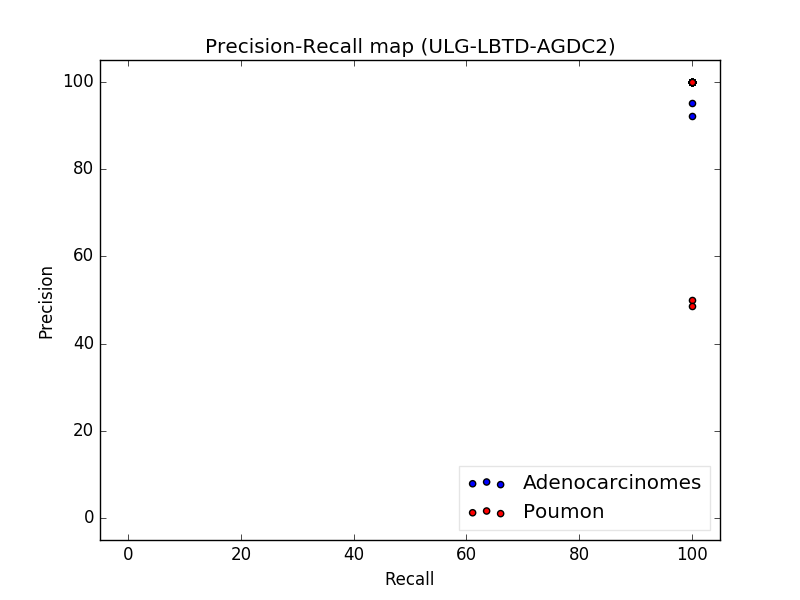 Precision-Recall map (ULG-LBTD-AGDC2)
100
80
60
40
20
0
Precision
Adenocarcinomes
Poumon
0 20 40 60 80 100
Recall